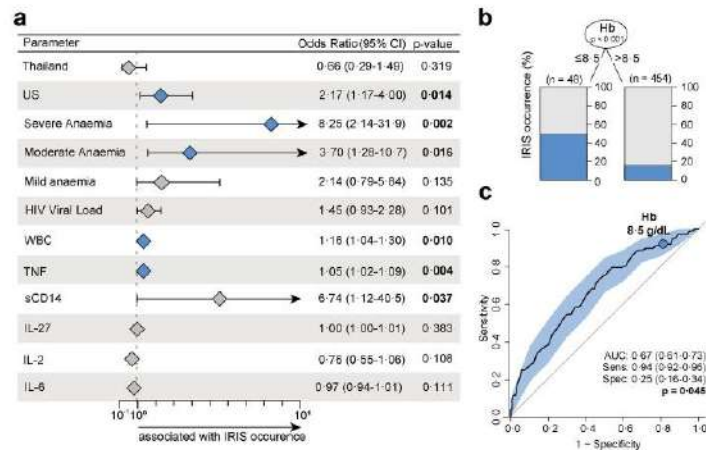 a
Parameter Odds Ratio (95% CI) p-value
Thailand 0·66 (0·29-1·49) 0·319
US 2·17 (1·17-4·00) 0·014
Severe Anaemia 8·26 (2·14-31·9) 0·002
Moderate Anaemia 3·70 (1·28-10·7) 0·016
Mild anaemia 2·14 (0·79-5·84) 0·135
HIV Viral Load 1·45 (0·93-2·28) 0·101
WBC 1·16 (1·04-1·30) 0·010
TNF 1·05 (1·02-1·09) 0·004
sCD14 6·74 (1·12-40·5) 0·037
IL-27 1·00 (1·00-1·01) 0·383
IL-2 0·76 (0·55-1·06) 0·108
IL-6 0·97 (0·94-1·01) 0·111
associated with IRIS occurence
b
Hb
p < 0·001
≤8·5 >8·5
(n = 48) (n = 454)
IRIS occurrence (%)
100 100
80 80
60 60
40 40
20 20
0 0
c
Hb
8·5 g/dL
Sensitivity
1·0
0·8
0·6
0·4
0·2
0·0
AUC: 0·67 (0·61-0·73)
Sens: 0·94 (0·92-0·96)
Spec: 0·25 (0·16-0·34)
p = 0·045
0·0 0·2 0·4 0·6 0·8 1·0
1 - Specificity